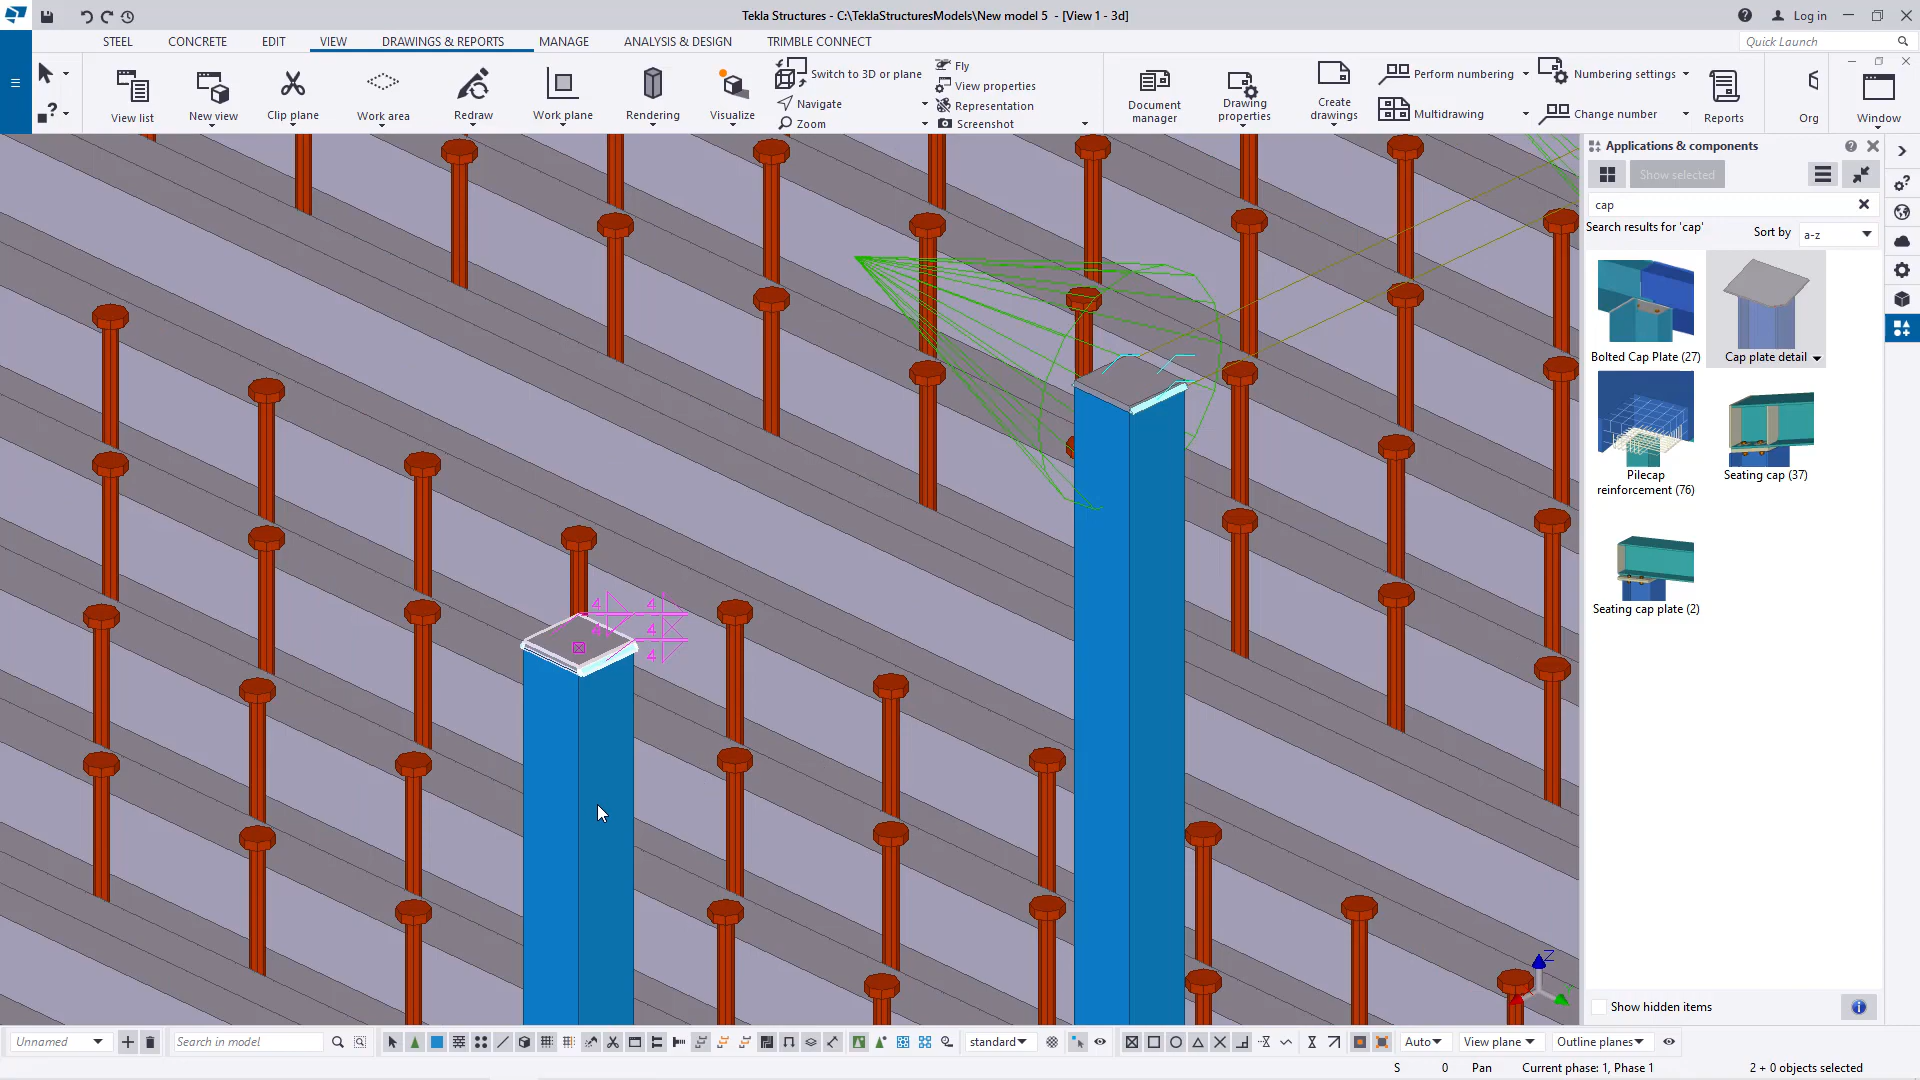 Tekla Structures - C:\TeklaStructuresModels\New model 5 - [View 1 - 3d]
Log in
STEEL
CONCRETE
EDIT
VIEW
DRAWINGS & REPORTS
MANAGE
ANALYSIS & DESIGN
TRIMBLE CONNECT
Quick Launch
View list
New view
Clip plane
Work area
Redraw
Work plane
Rendering
Visualize
Switch to 3D or plane
Navigate
Zoom
Fly
View properties
Representation
Screenshot
Document manager
Drawing properties
Create drawings
Perform numbering
Multidrawing
Numbering settings
Change number
Reports
Org
Window
Applications & components
Show selected
cap
Search results for 'cap'
Sort by
a-z
Bolted Cap Plate (27)
Cap plate detail
Pilecap reinforcement (76)
Seating cap (37)
Seating cap plate (2)
Show hidden items
4
4
4
4
4
Z
Unnamed
Search in model
standard
Auto
View plane
Outline planes
S
0
Pan
Current phase: 1, Phase 1
2 + 0 objects selected